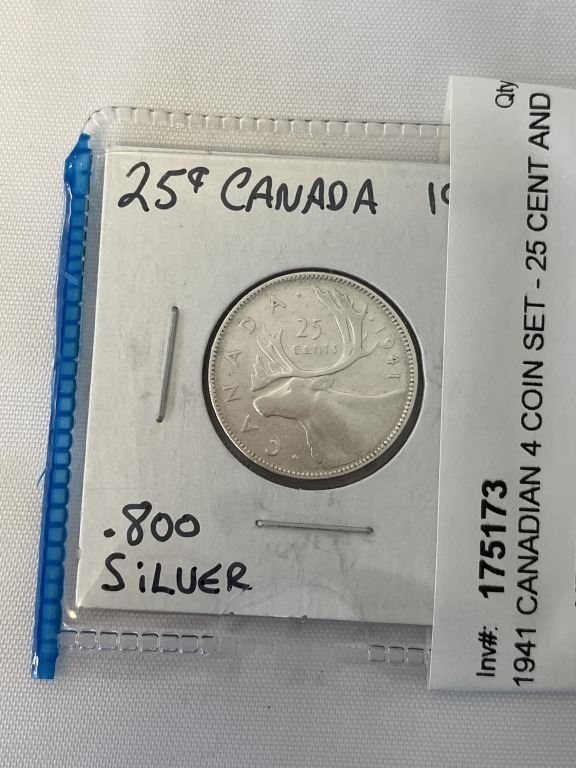 25¢ CANADA 19
CANADA
25
cents
1941
.800
SILVER
Qty
Inv#: 175173
1941 CANADIAN 4 COIN SET - 25 CENT AND